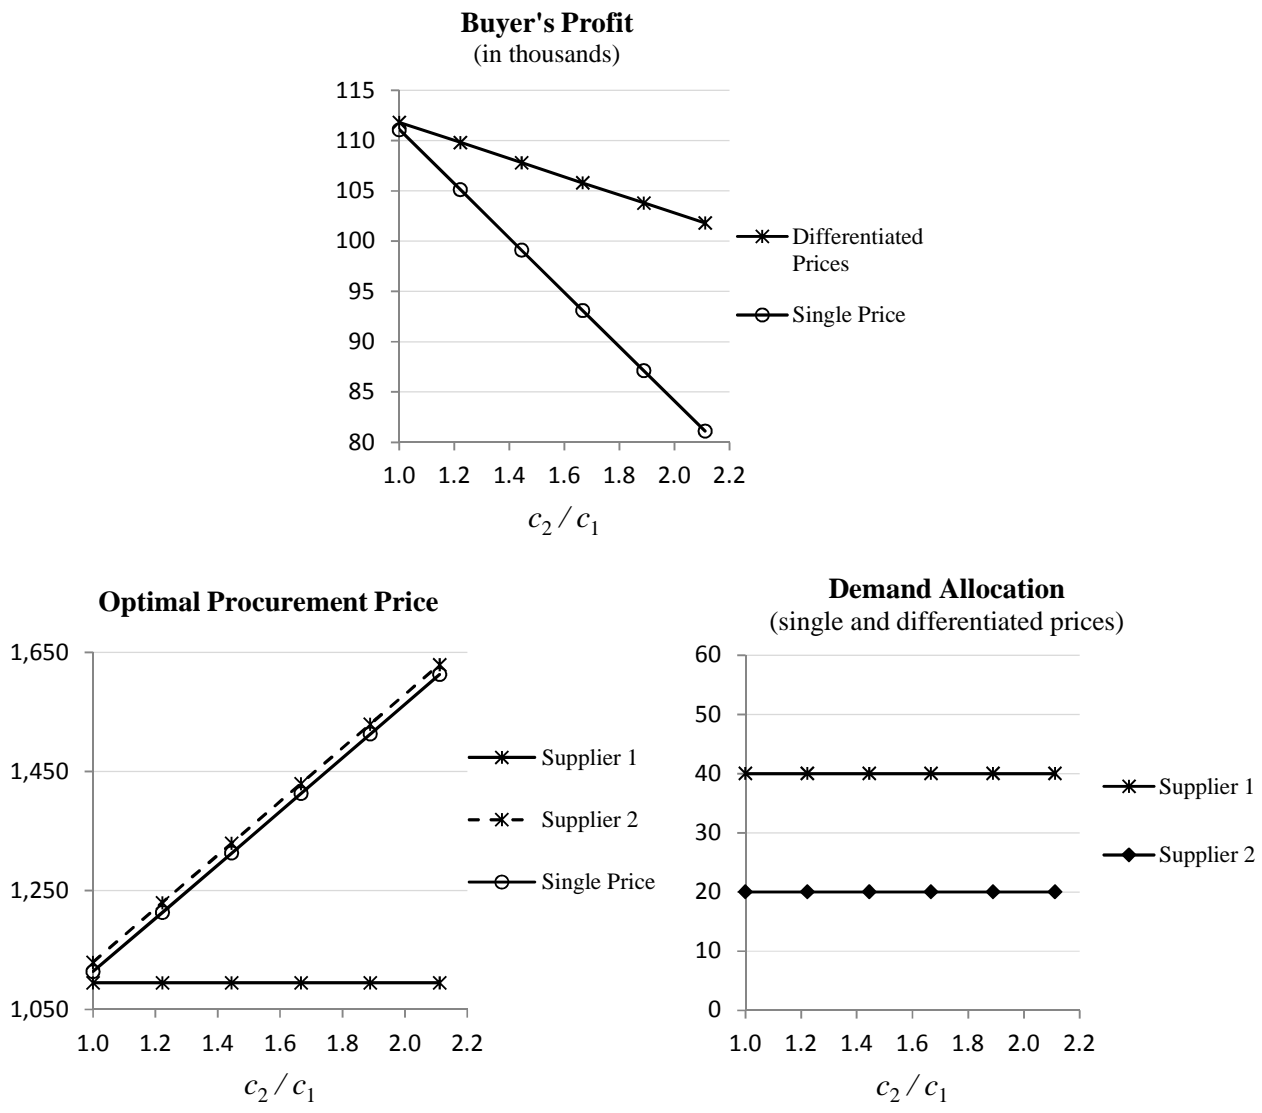 Buyer's Profit
(in thousands)
115
110
105
100
95
90
85
80
1.0 1.2 1.4 1.6 1.8 2.0 2.2
c2 / c1
Differentiated
Prices
Single Price
Optimal Procurement Price
1,650
1,450
1,250
1,050
1.0 1.2 1.4 1.6 1.8 2.0 2.2
c2 / c1
Supplier 1
Supplier 2
Single Price
Demand Allocation
(single and differentiated prices)
60
50
40
30
20
10
0
1.0 1.2 1.4 1.6 1.8 2.0 2.2
c2 / c1
Supplier 1
Supplier 2